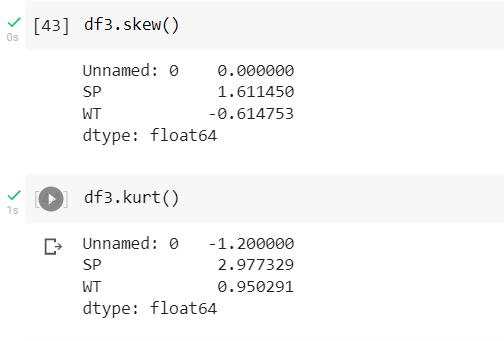 [43] df3.skew()
0s
Unnamed: 0    0.000000
SP            1.611450
WT           -0.614753
dtype: float64
[ ] df3.kurt()
1s
Unnamed: 0   -1.200000
SP            2.977329
WT            0.950291
dtype: float64